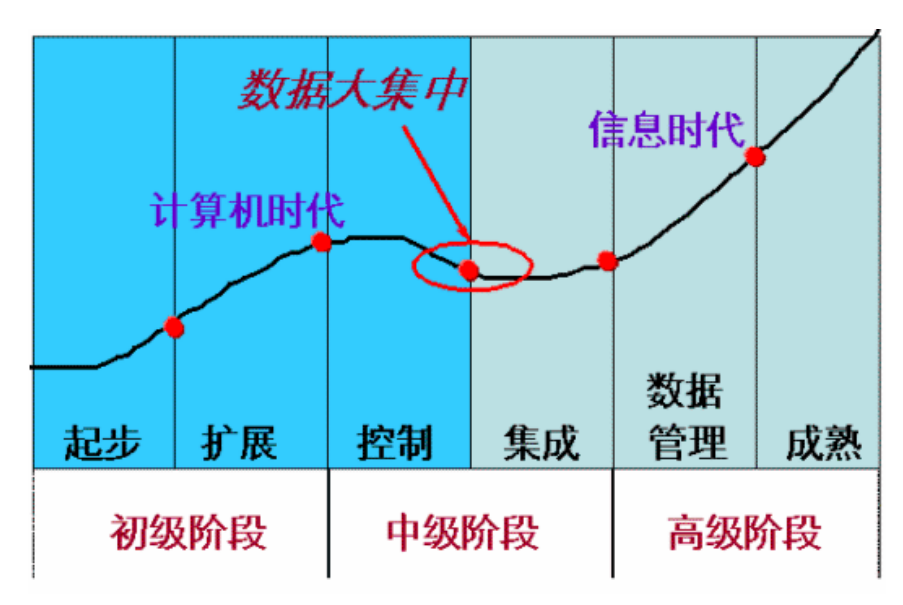 数据大集中
信息时代
计算机时代
起步
扩展
控制
集成
数据
管理
成熟
初级阶段
中级阶段
高级阶段